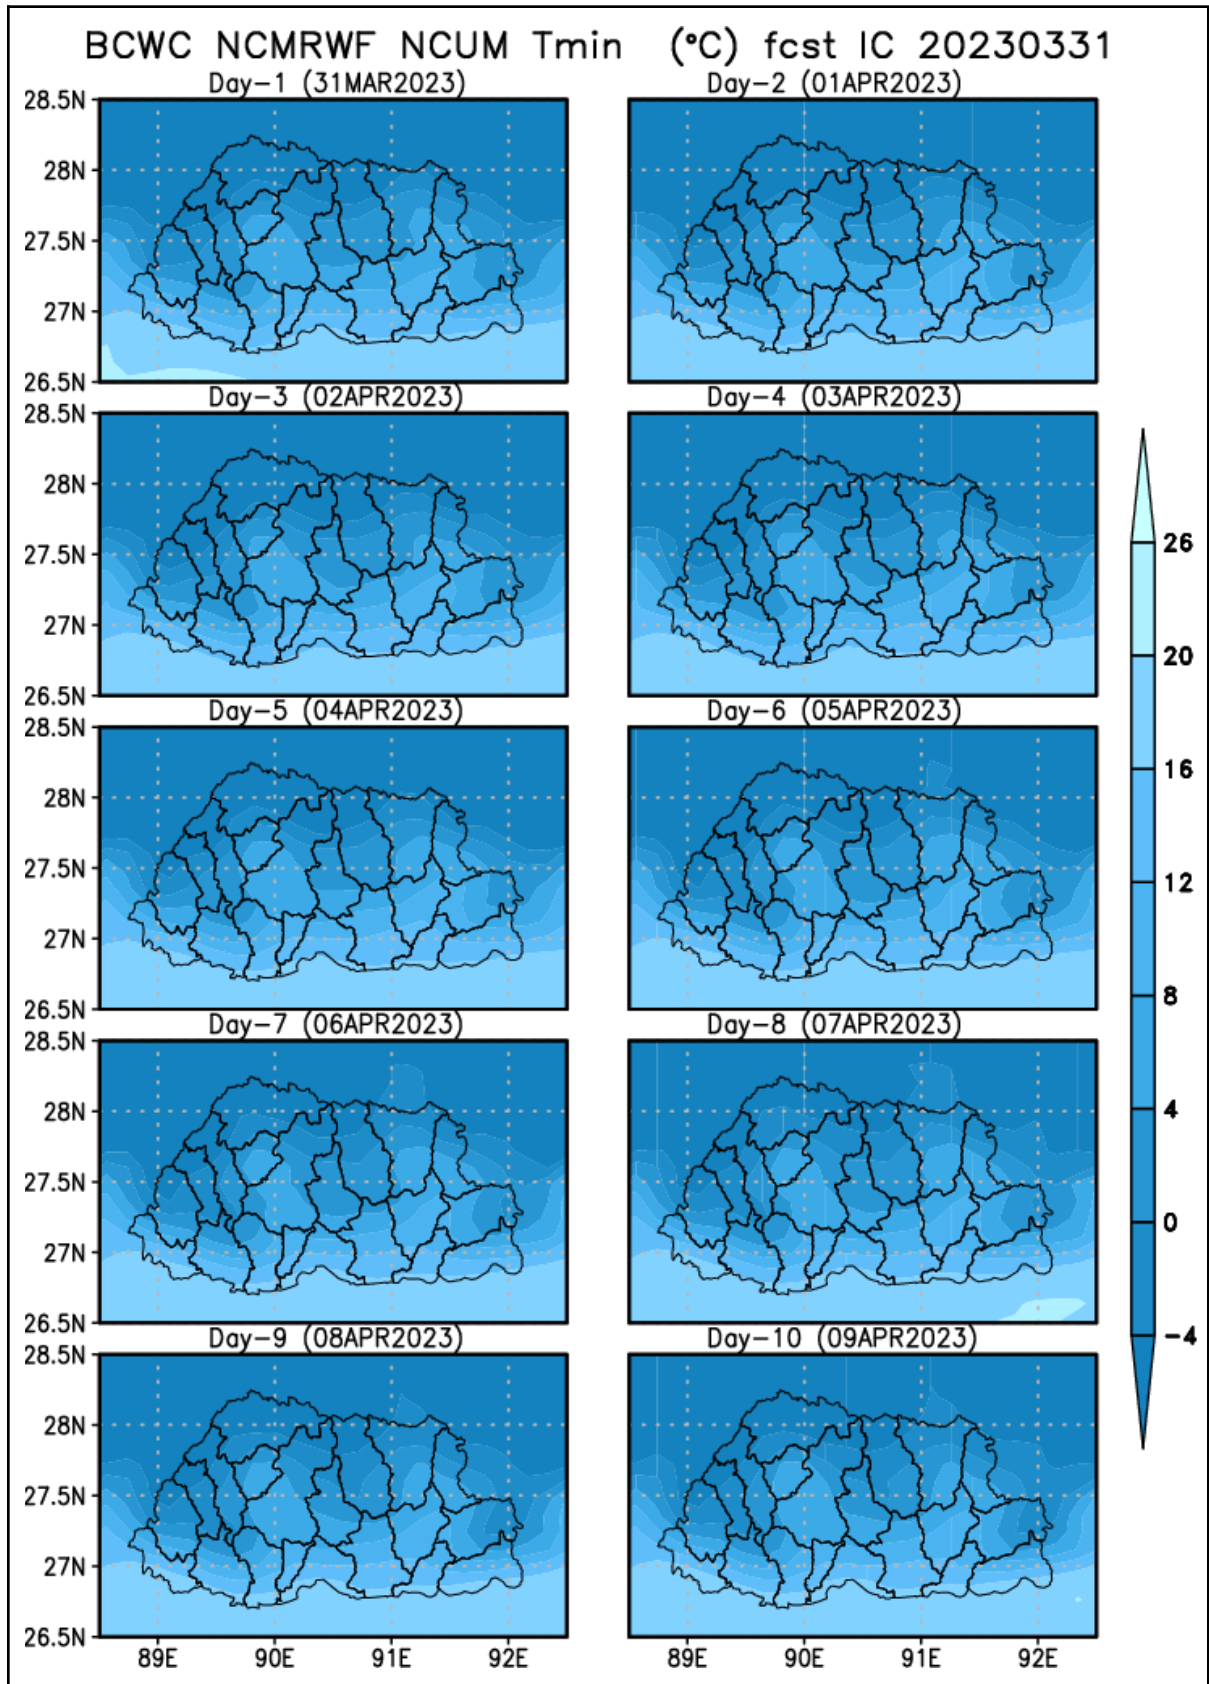 BCWC NCMRWF NCUM Tmin (°C) fcst IC 20230331
Day-1 (31MAR2023)
Day-2 (01APR2023)
28.5N
28N
27.5N
27N
26.5N
Day-3 (02APR2023)
Day-4 (03APR2023)
28.5N
28N
27.5N
27N
26.5N
Day-5 (04APR2023)
Day-6 (05APR2023)
28.5N
28N
27.5N
27N
26.5N
Day-7 (06APR2023)
Day-8 (07APR2023)
28.5N
28N
27.5N
27N
26.5N
Day-9 (08APR2023)
Day-10 (09APR2023)
28.5N
28N
27.5N
27N
26.5N
89E 90E 91E 92E
89E 90E 91E 92E
26
20
16
12
8
4
0
-4